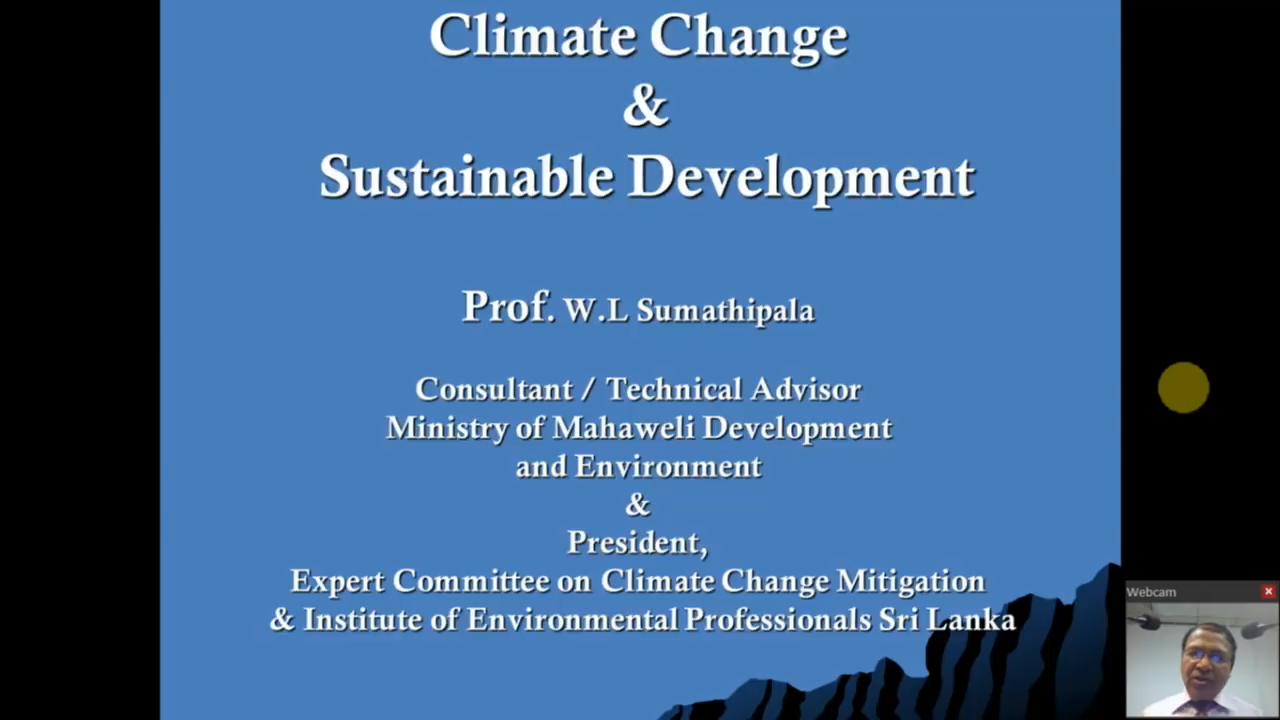 Climate Change
&
Sustainable Development
Prof. W.L Sumathipala
Consultant / Technical Advisor
Ministry of Mahaweli Development
and Environment
&
President,
Expert Committee on Climate Change Mitigation
& Institute of Environmental Professionals Sri Lanka
Webcam